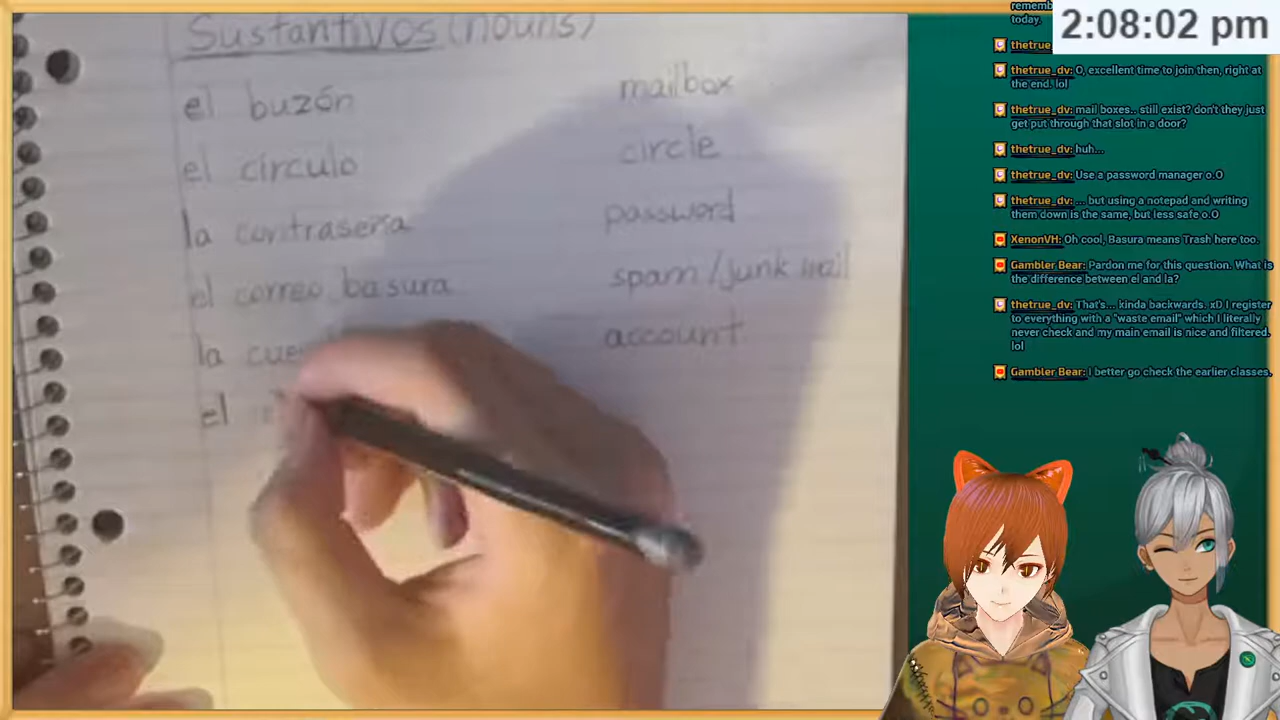 Sustantivos (nouns)
el buzón mailbox
el círculo circle
la contraseña password
el correo basura spam/junk mail
la cue account
el
2:08:02 pm
rememb
today.
thetrue_
thetrue_dv: O, excellent time to join then, right at
the end. lol
thetrue_dv: mail boxes.. still exist? don't they just
get put through that slot in a door?
thetrue_dv: huh...
thetrue_dv: Use a password manager o.O
thetrue_dv: ... but using a notepad and writing
them down is the same, but less safe o.O
XenonVH: Oh cool, Basura means Trash here too.
Gambler Bear: Pardon me for this question. What is
the difference between el and la?
thetrue_dv: That's... kinda backwards. xD I register
to everything with a "waste email" which I literally
never check and my main email is nice and filtered.
lol
Gambler Bear: I better go check the earlier classes.